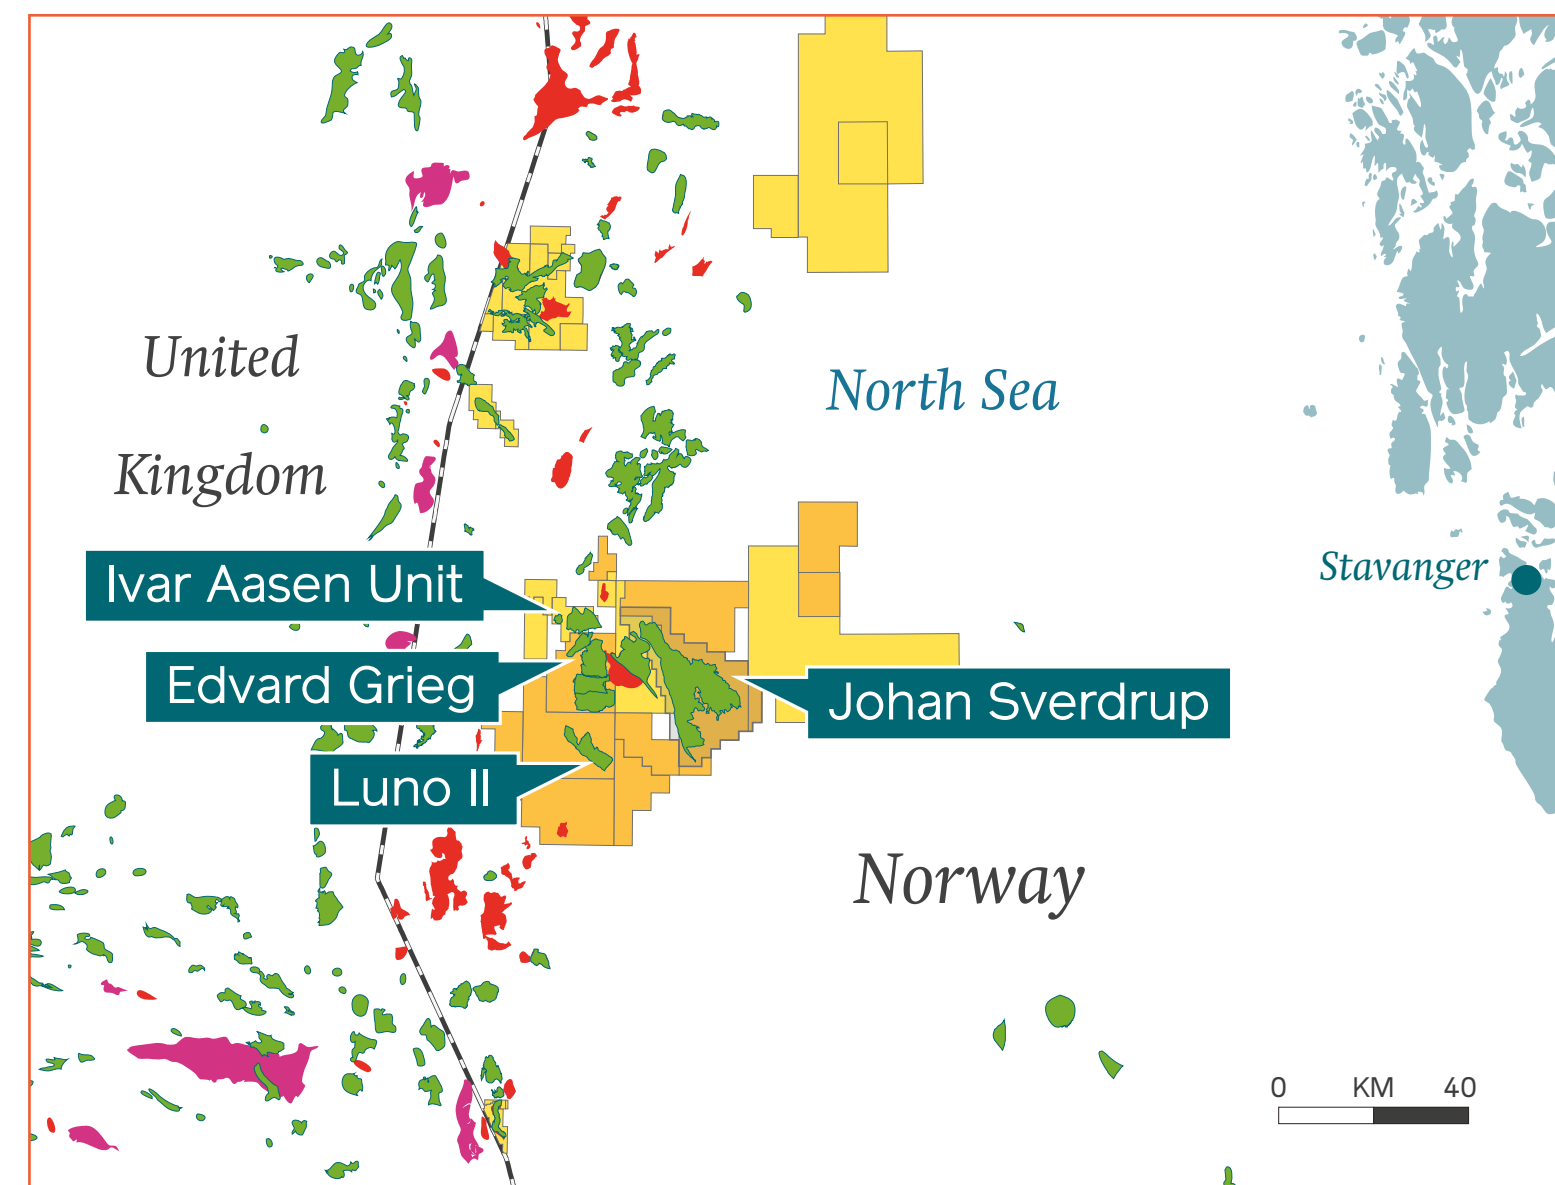 United
Kingdom
North Sea
Stavanger
Ivar Aasen Unit
Edvard Grieg
Johan Sverdrup
Luno II
Norway
0 KM 40